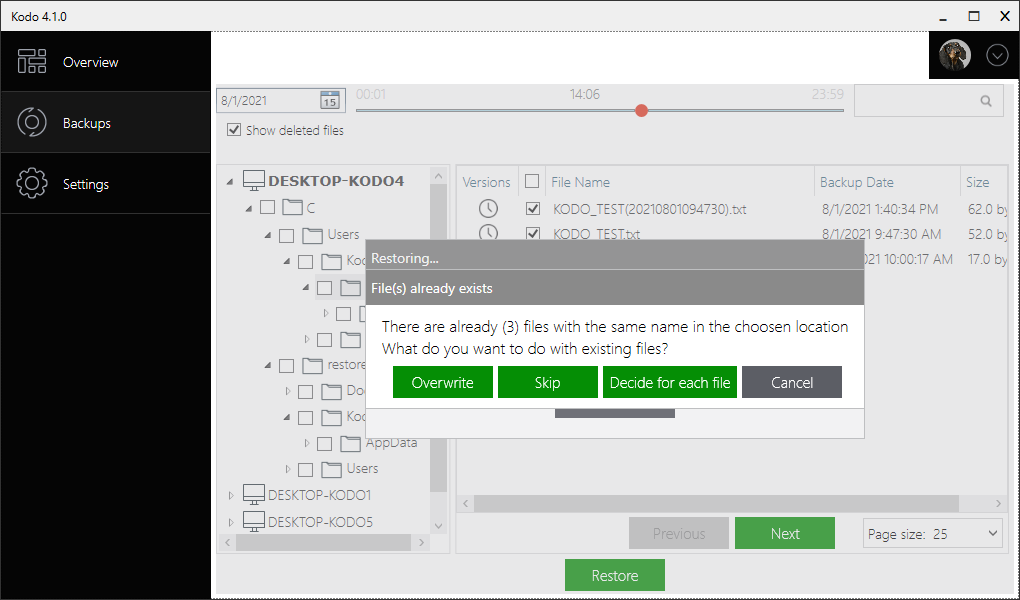 Kodo 4.1.0
Overview
Backups
Settings
8/1/2021
15
00:01
14:06
23:59
Show deleted files
DESKTOP-KODO4
C
Users
restore
AppData
Users
DESKTOP-KODO1
DESKTOP-KODO5
Versions File Name Backup Date Size
KODO_TEST(20210801094730).txt 8/1/2021 1:40:34 PM 62.0 by
KODO_TEST.txt 8/1/2021 9:47:30 AM 52.0 by
021 10:00:17 AM 17.0 by
Restoring...
File(s) already exists
There are already (3) files with the same name in the choosen location
What do you want to do with existing files?
Overwrite Skip Decide for each file Cancel
Previous Next Page size: 25
Restore